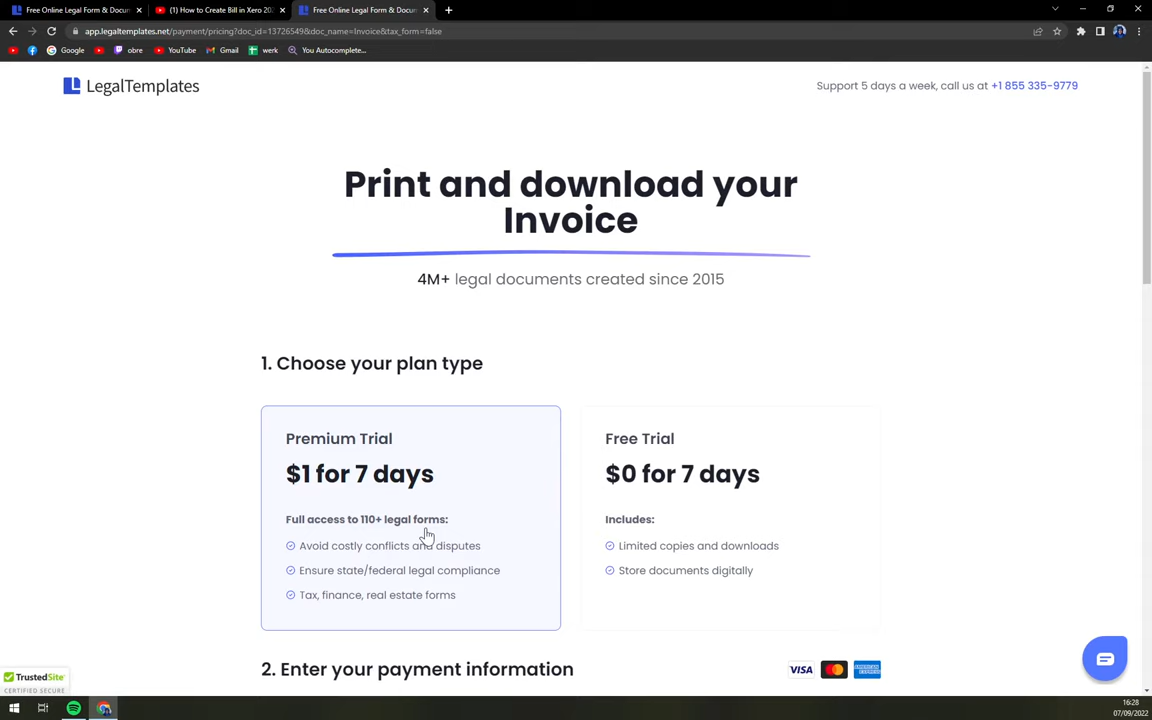 Free Online Legal Form & Docum
(1) How to Create Bill in Xero 202
Free Online Legal Form & Docum
app.legaltemplates.net/payment/pricing?doc_id=13726549&doc_name=Invoice&tax_form=false
Google
YouTube
Gmail
werk
You Autocomplete...
obre
LegalTemplates
Support 5 days a week, call us at +1 855 335-9779
Print and download your
Invoice
4M+ legal documents created since 2015
1. Choose your plan type
Premium Trial
$1 for 7 days
Full access to 110+ legal forms:
Avoid costly conflicts and disputes
Ensure state/federal legal compliance
Tax, finance, real estate forms
Free Trial
$0 for 7 days
Includes:
Limited copies and downloads
Store documents digitally
2. Enter your payment information
VISA
AMERICAN EXPRESS
TrustedSite
CERTIFIED SECURE
16:28
07/09/2022